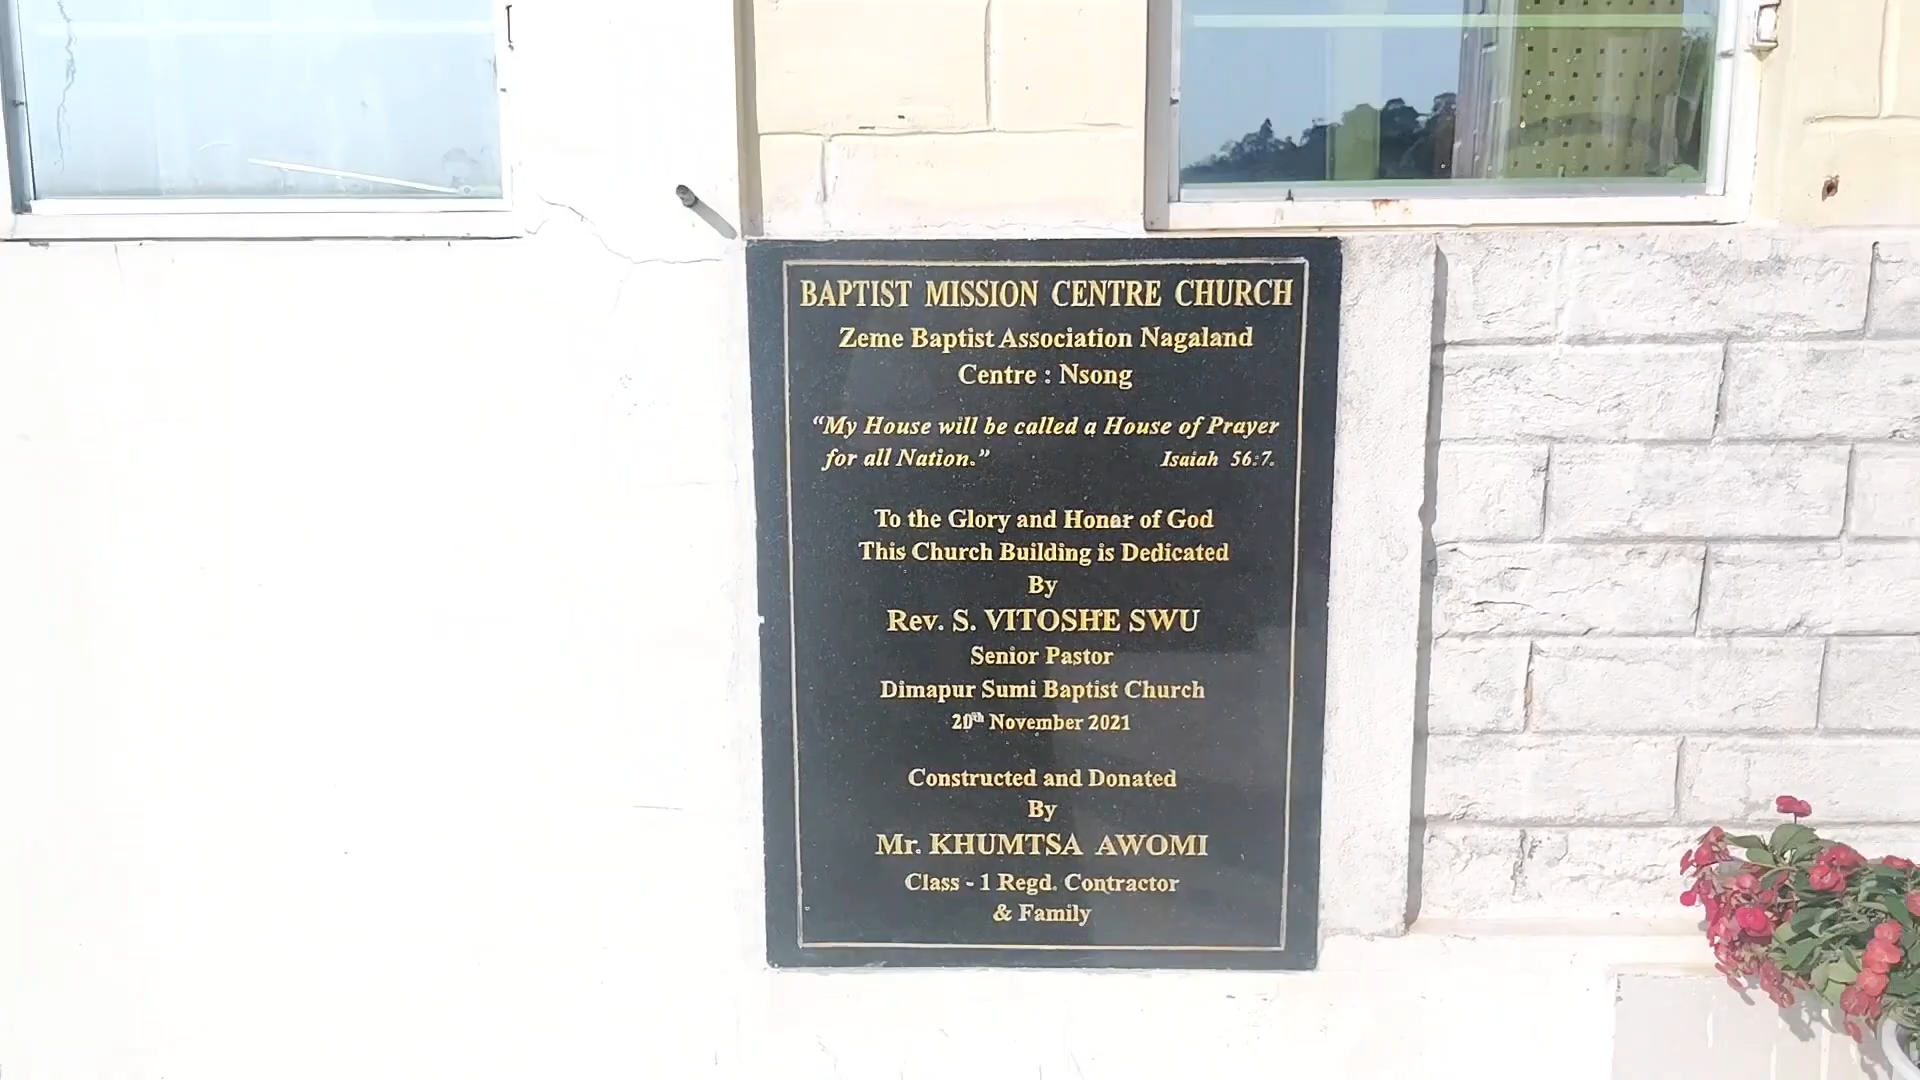 BAPTIST MISSION CENTRE CHURCH
Zeme Baptist Association Nagaland
Centre : Nsong
“My House will be called a House of Prayer
for all Nation.” Isaiah 56:7.
To the Glory and Honar of God
This Church Building is Dedicated
By
Rev. S. VITOSHE SWU
Senior Pastor
Dimapur Sumi Baptist Church
20th November 2021
Constructed and Donated
By
Mr. KHUMTSA AWOMI
Class - 1 Regd. Contractor
& Family